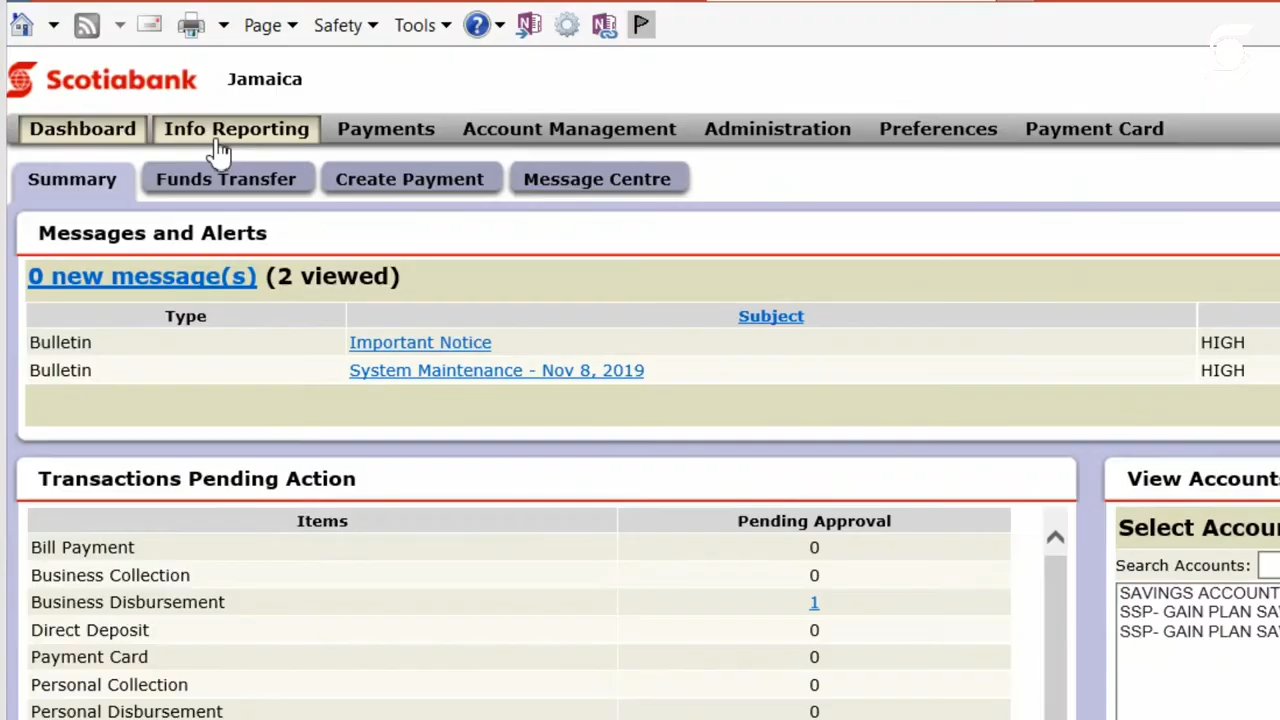 Page Safety Tools
Scotiabank Jamaica
Dashboard Info Reporting Payments Account Management Administration Preferences Payment Card
Summary Funds Transfer Create Payment Message Centre
Messages and Alerts
0 new message(s) (2 viewed)
Type Subject
Bulletin Important Notice HIGH
Bulletin System Maintenance - Nov 8, 2019 HIGH
Transactions Pending Action
Items Pending Approval
Bill Payment 0
Business Collection 0
Business Disbursement 1
Direct Deposit 0
Payment Card 0
Personal Collection 0
Personal Disbursement 0
View Accounts
Select Accou
Search Accounts:
SAVINGS ACCOUNT
SSP- GAIN PLAN SA
SSP- GAIN PLAN SA